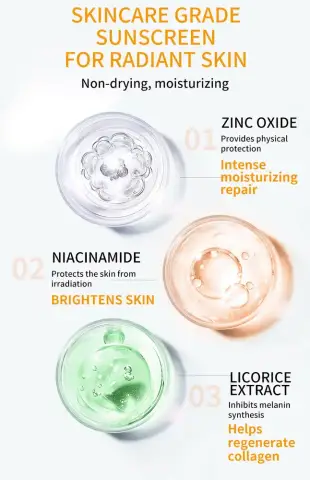 SKINCARE GRADE
SUNSCREEN
FOR RADIANT SKIN
Non-drying, moisturizing
01
ZINC OXIDE
Provides physical
protection
Intense
moisturizing
repair
02
NIACINAMIDE
Protects the skin from
irradiation
BRIGHTENS SKIN
03
LICORICE
EXTRACT
Inhibits melanin
synthesis
Helps
regenerate
collagen